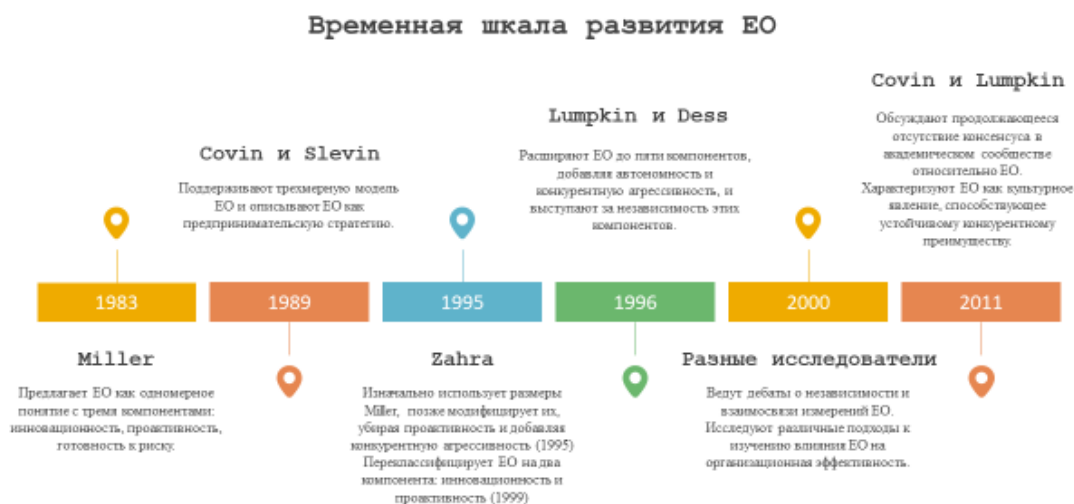 Временная шкала развития ЕО
Covin и Lumpkin
Обсуждают продолжающееся
отсутствие консенсуса в
академическом сообществе
относительно ЕО.
Характеризуют ЕО как культурное
явление, способствующее
устойчивому конкурентному
преимуществу.
Lumpkin и Dess
Расширяют ЕО до пяти компонентов,
добавляя автономность и
конкурентную агрессивность, и
выступают за независимость этих
компонентов.
Covin и Slevin
Поддерживают трехмерную модель
ЕО и описывают ЕО как
предпринимательскую стратегию.
1983
1989
1995
1996
2000
2011
Miller
Предлагает ЕО как одномерное
понятие с тремя компонентами:
инновационность, проактивность,
готовность к риску.
Zahra
Изначально использует размеры
Miller, позже модифицирует их,
убирая проактивность и добавляя
конкурентную агрессивность (1995)
Переклассифицирует ЕО на два
компонента: инновационность и
проактивность (1999)
Разные исследователи
Ведут дебаты о независимости и
взаимосвязи измерений ЕО.
Исследуют различные подходы к
изучению влияния ЕО на
организационная эффективность.